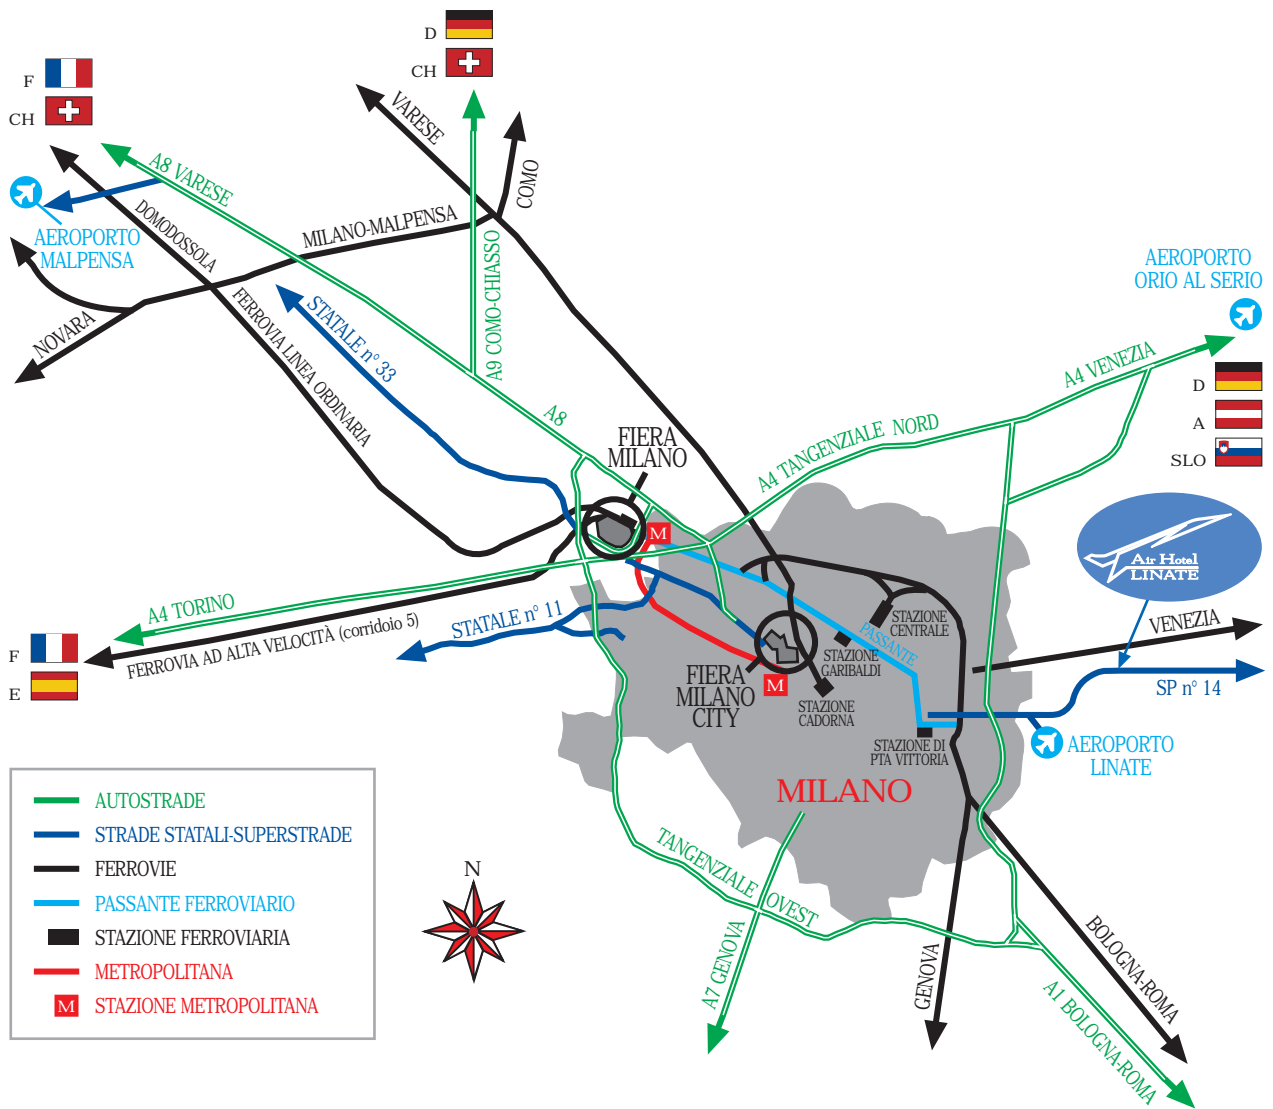 D
CH
F
CH
VARESE
COMO
A8 VARESE
DOMODOSSOLA
MILANO-MALPENSA
AEROPORTO
MALPENSA
NOVARA
FERROVIA LINEA ORDINARIA
STATALE n° 33
A9 COMO-CHIASSO
A8
FIERA
MILANO
M
A4 TANGENZIALE NORD
A4 VENEZIA
AEROPORTO
ORIO AL SERIO
D
A
SLO
Air Hotel
LINATE
VENEZIA
SP n° 14
A4 TORINO
FERROVIA AD ALTA VELOCITÀ (corridoio 5)
STATALE n° 11
F
E
PASSANTE
STAZIONE
CENTRALE
STAZIONE
GARIBALDI
STAZIONE
CADORNA
FIERA
MILANO
CITY
M
STAZIONE DI
PTA VITTORIA
AEROPORTO
LINATE
MILANO
TANGENZIALE OVEST
A7 GENOVA
GENOVA
BOLOGNA-ROMA
A1 BOLOGNA-ROMA
N
AUTOSTRADE
STRADE STATALI-SUPERSTRADE
FERROVIE
PASSANTE FERROVIARIO
STAZIONE FERROVIARIA
METROPOLITANA
M STAZIONE METROPOLITANA